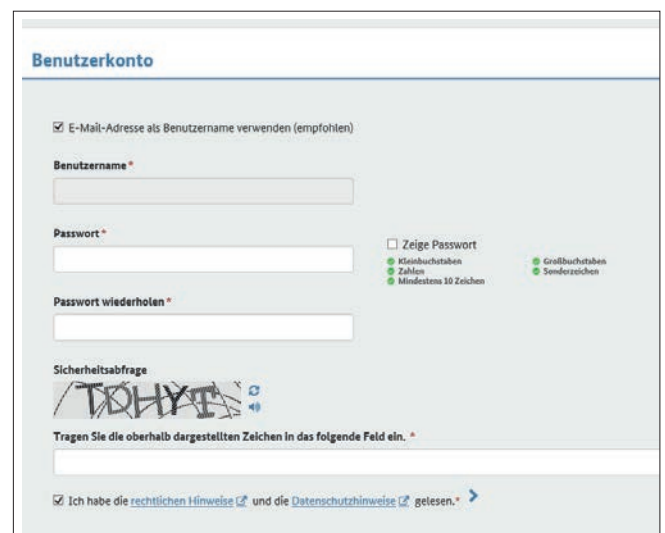 Benutzerkonto
E-Mail-Adresse als Benutzername verwenden (empfohlen)
Benutzername *
Passwort *
Zeige Passwort
Kleinbuchstaben
Großbuchstaben
Zahlen
Sonderzeichen
Mindestens 10 Zeichen
Passwort wiederholen *
Sicherheitsabfrage
TDHYT
Tragen Sie die oberhalb dargestellten Zeichen in das folgende Feld ein. *
Ich habe die rechtlichen Hinweise und die Datenschutzhinweise gelesen. *